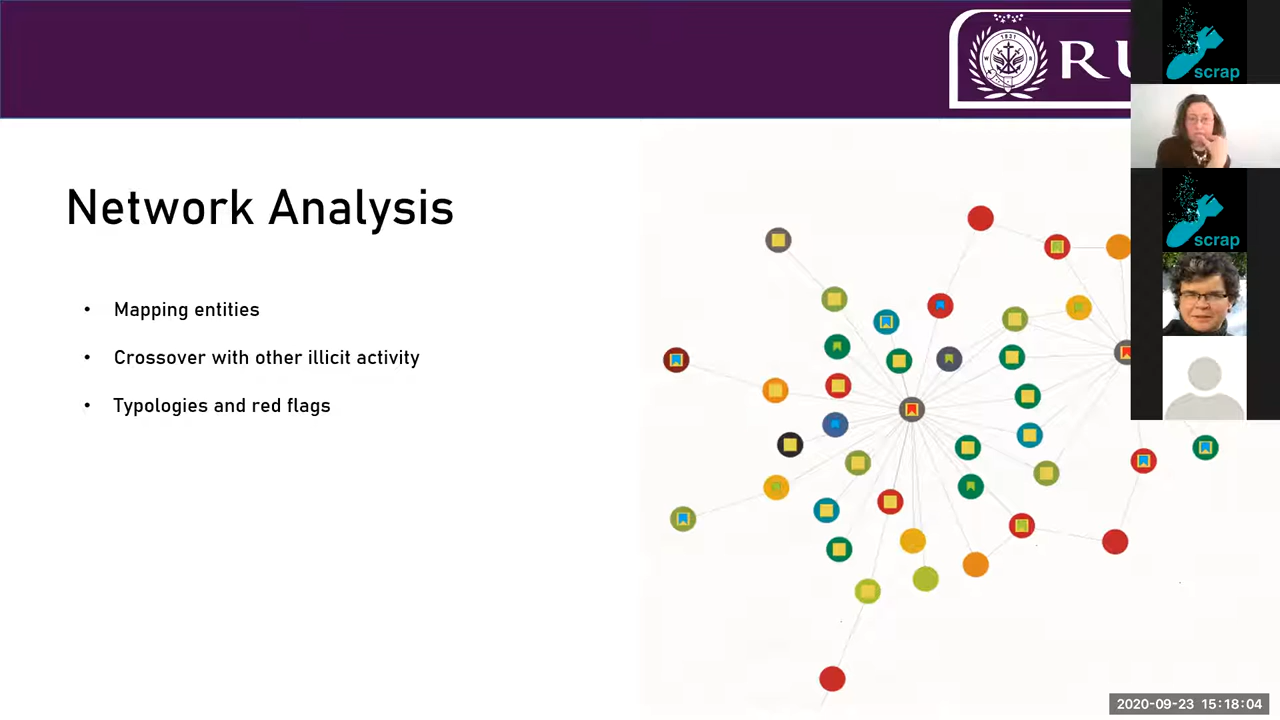 1831
RU
scrap
Network Analysis
scrap
• Mapping entities
• Crossover with other illicit activity
• Typologies and red flags
2020-09-23 15:18:04